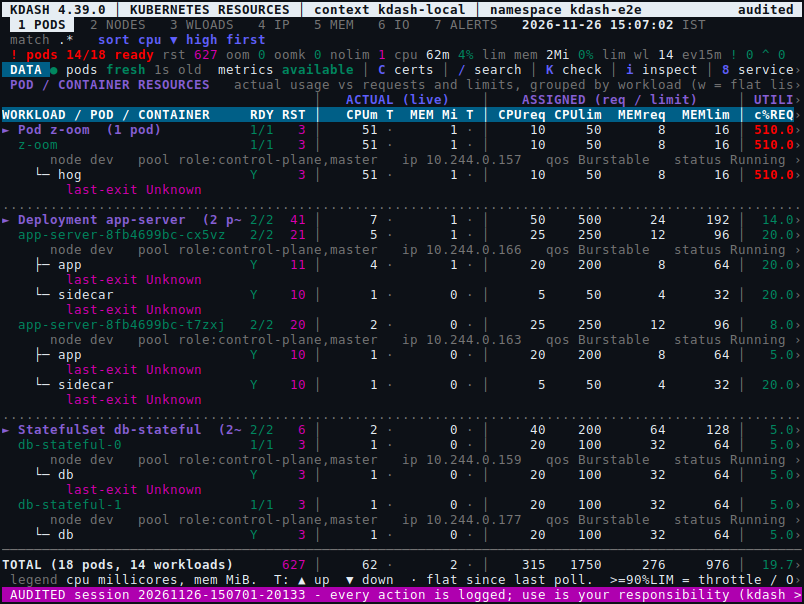 KDASH 4.39.0 │ KUBERNETES RESOURCES │ context kdash-local │ namespace kdash-e2e audited
1 PODS 2 NODES 3 WLOADS 4 IP 5 MEM 6 IO 7 ALERTS 2026-11-26 15:07:02 IST
match .* sort cpu ▼ high first
! pods 14/18 ready rst 627 oom 0 oomk 0 nolim 1 cpu 62m 4% lim mem 2Mi 0% lim wl 14 ev15m ! 0 ^ 0
DATA ● pods fresh 1s old metrics available │ C certs │ / search │ K check │ i inspect │ 8 service›
POD / CONTAINER RESOURCES actual usage vs requests and limits, grouped by workload (w = flat lis›
│ ACTUAL (live) │ ASSIGNED (req / limit) │ UTILI›
WORKLOAD / POD / CONTAINER RDY RST │ CPUm T MEM Mi T │ CPUreq CPUlim MEMreq MEMlim │ c%REQ›
► Pod z-oom (1 pod) 1/1 3 │ 51 · 1 · │ 10 50 8 16 │ 510.0›
z-oom 1/1 3 │ 51 · 1 · │ 10 50 8 16 │ 510.0›
node dev pool role:control-plane,master ip 10.244.0.157 qos Burstable status Running ›
└─ hog Y 3 │ 51 · 1 · │ 10 50 8 16 │ 510.0›
last-exit Unknown
► Deployment app-server (2 p~ 2/2 41 │ 7 · 1 · │ 50 500 24 192 │ 14.0›
app-server-8fb4699bc-cx5vz 2/2 21 │ 5 · 1 · │ 25 250 12 96 │ 20.0›
node dev pool role:control-plane,master ip 10.244.0.166 qos Burstable status Running ›
├─ app Y 11 │ 4 · 1 · │ 20 200 8 64 │ 20.0›
last-exit Unknown
└─ sidecar Y 10 │ 1 · 0 · │ 5 50 4 32 │ 20.0›
last-exit Unknown
app-server-8fb4699bc-t7zxj 2/2 20 │ 2 · 0 · │ 25 250 12 96 │ 8.0›
node dev pool role:control-plane,master ip 10.244.0.163 qos Burstable status Running ›
├─ app Y 10 │ 1 · 0 · │ 20 200 8 64 │ 5.0›
last-exit Unknown
└─ sidecar Y 10 │ 1 · 0 · │ 5 50 4 32 │ 20.0›
last-exit Unknown
► StatefulSet db-stateful (2~ 2/2 6 │ 2 · 0 · │ 40 200 64 128 │ 5.0›
db-stateful-0 1/1 3 │ 1 · 0 · │ 20 100 32 64 │ 5.0›
node dev pool role:control-plane,master ip 10.244.0.159 qos Burstable status Running ›
└─ db Y 3 │ 1 · 0 · │ 20 100 32 64 │ 5.0›
last-exit Unknown
db-stateful-1 1/1 3 │ 1 · 0 · │ 20 100 32 64 │ 5.0›
node dev pool role:control-plane,master ip 10.244.0.177 qos Burstable status Running ›
└─ db Y 3 │ 1 · 0 · │ 20 100 32 64 │ 5.0›
TOTAL (18 pods, 14 workloads) 627 │ 62 · 2 · │ 315 1750 276 976 │ 19.7›
legend cpu millicores, mem MiB. T: ▲ up ▼ down · flat since last poll. >=90%LIM = throttle / O›
AUDITED session 20261126-150701-20133 - every action is logged; use is your responsibility (kdash >